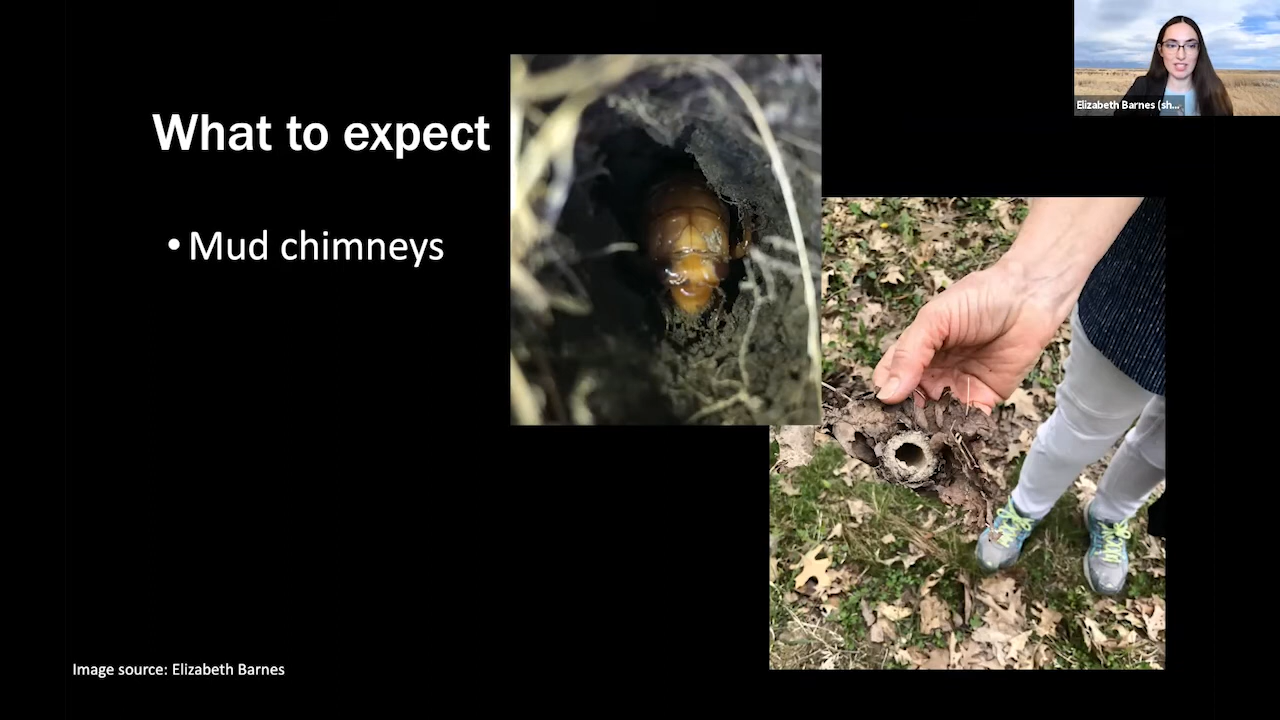 Elizabeth Barnes (sh...
What to expect
• Mud chimneys
Image source: Elizabeth Barnes